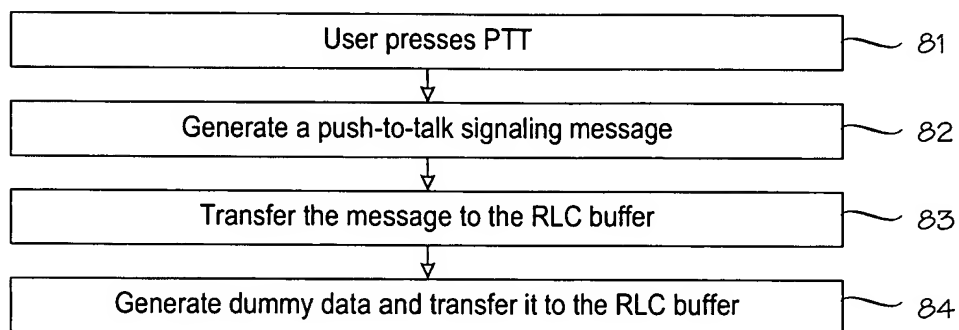 User presses PTT
81
Generate a push-to-talk signaling message
82
Transfer the message to the RLC buffer
83
Generate dummy data and transfer it to the RLC buffer
84